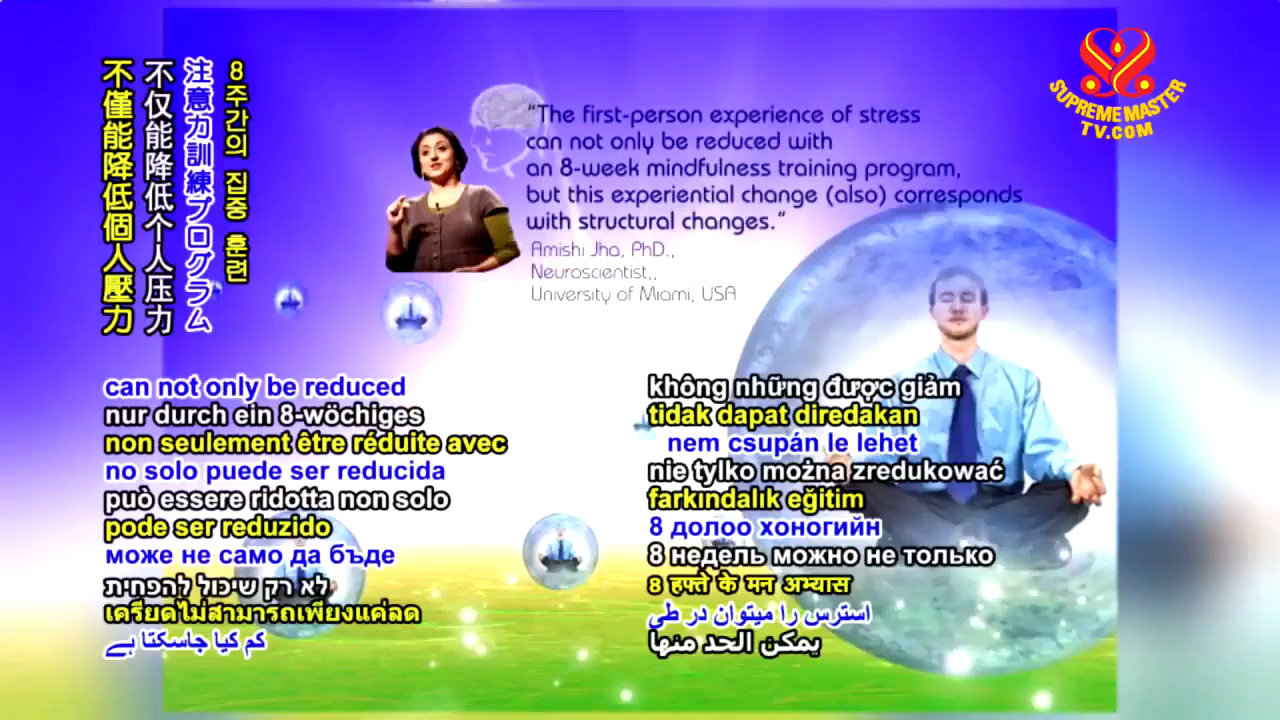 8주간의 집중 훈련
注意力訓練プログラム
不仅能降低个人压力
不僅能降低個人壓力
SUPREME MASTER
TV.COM
"The first-person experience of stress
can not only be reduced with
an 8-week mindfulness training program,
but this experiential change (also) corresponds
with structural changes."
Amishi Jha, PhD.,
Neuroscientist,,
University of Miami, USA
can not only be reduced
nur durch ein 8-wöchiges
non seulement être réduite avec
no solo puede ser reducida
può essere ridotta non solo
pode ser reduzido
може не само да бъде
לא רק שיכול להפחית
เครียดไม่สามารถเพียงแค่ลด
کم کیا جاسکتا ہے
không những được giảm
tidak dapat diredakan
nem csupán le lehet
nie tylko można zredukować
farkındalık eğitim
8 долоо хоногийн
8 недель можно не только
8 हफ्ते के मन अभ्यास
استرس را میتوان در طی
يمكن الحد منها